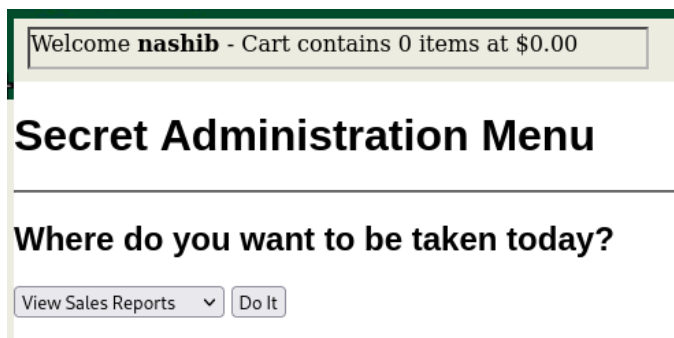 Welcome nashib - Cart contains 0 items at $0.00
Secret Administration Menu
Where do you want to be taken today?
View Sales Reports Do It